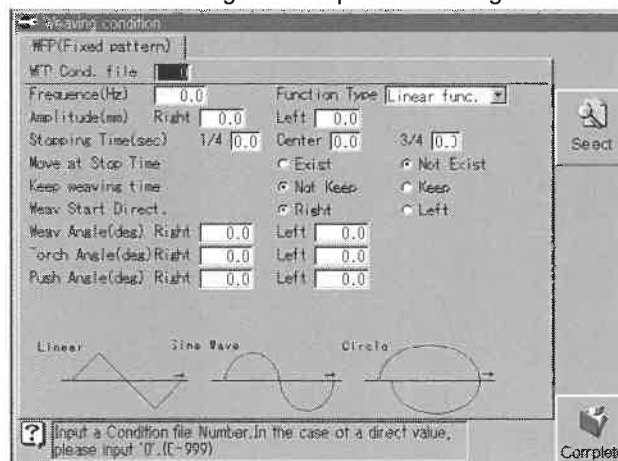 Weaving condition
WFP(Fixed pattern)
WFP Cond. file
Frequence(Hz) 0.0 Function Type Linear func.
Amplitude(mm) Right 0.0 Left 0.0
Stopping Time(sec) 1/4 0.0 Center 0.0 3/4 0.0
Move at Stop Time Exist Not Exist
Keep weaving time Not Keep Keep
Weav Start Direct. Right Left
Weav Angle(deg) Right 0.0 Left 0.0
Torch Angle(deg) Right 0.0 Left 0.0
Push Angle(deg) Right 0.0 Left 0.0
Linear Sine Wave Circle
Input a Condition file Number.In the case of a direct value,
please input "0".(0-999)
Select
Complete